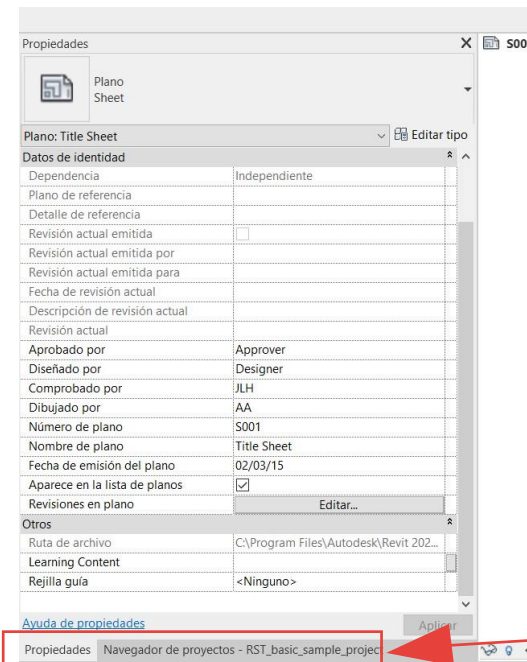 Propiedades X S00
Plano
Sheet
Plano: Title Sheet Editar tipo
Datos de identidad
Dependencia Independiente
Plano de referencia
Detalle de referencia
Revisión actual emitida
Revisión actual emitida por
Revisión actual emitida para
Fecha de revisión actual
Descripción de revisión actual
Revisión actual
Aprobado por Approver
Diseñado por Designer
Comprobado por JLH
Dibujado por AA
Número de plano S001
Nombre de plano Title Sheet
Fecha de emisión del plano 02/03/15
Aparece en la lista de planos
Revisiones en plano Editar...
Otros
Ruta de archivo C:\Program Files\Autodesk\Revit 202...
Learning Content
Rejilla guía <Ninguno>
Ayuda de propiedades Aplicar
Propiedades Navegador de proyectos - RST_basic_sample_project